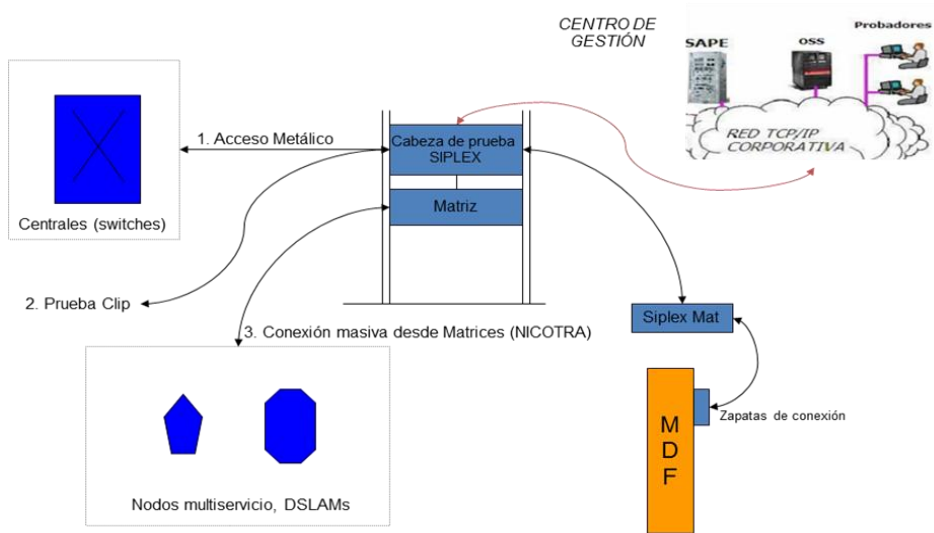 CENTRO DE
GESTIÓN
Probadores
SAPE
OSS
RED TCP/IP
CORPORATIVA
1. Acceso Metálico
Cabeza de prueba
SIPLEX
Matriz
Centrales (switches)
2. Prueba Clip
3. Conexión masiva desde Matrices (NICOTRA)
Siplex Mat
Zapatas de conexión
M
D
F
Nodos multiservicio, DSLAMs